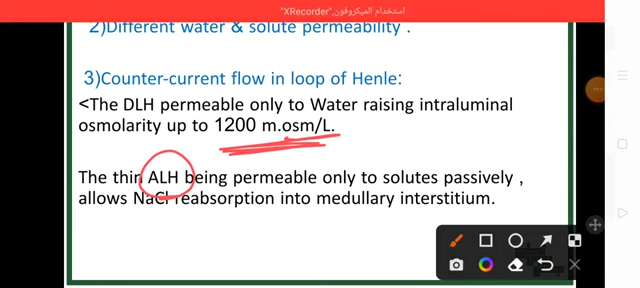 استخدام الميكروفون,"XRecorder"
2)Different water & solute permeability .
3)Counter-current flow in loop of Henle:
<The DLH permeable only to Water raising intraluminal
osmolarity up to 1200 m.osm/L.
The thin ALH being permeable only to solutes passively ,
allows NaCl reabsorption into medullary interstitium.